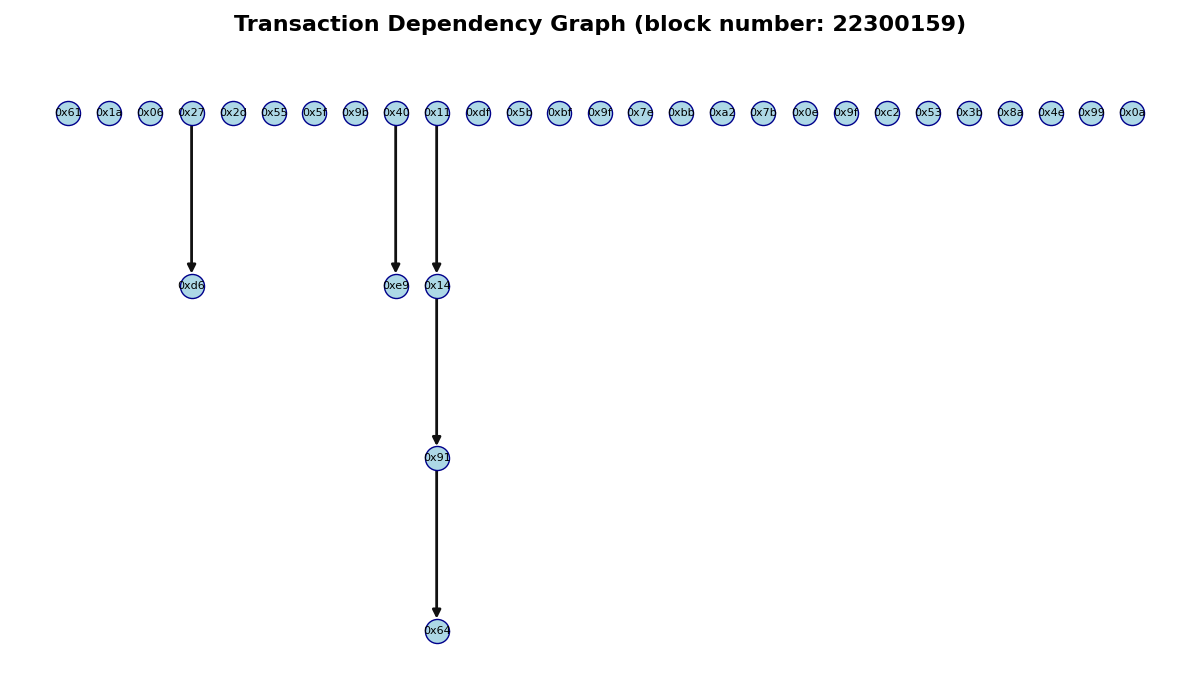 Transaction Dependency Graph (block number: 22300159)
0x61 0x1a 0x06 0x27 0x2d 0x55 0x5f 0x9b 0x40 0x11 0xdf 0x5b 0xbf 0x9f 0x7e 0xbb 0xa2 0x7b 0x0e 0x9f 0xc2 0x53 0x3b 0x8a 0x4e 0x99 0x0a
0xd6 0xe9 0x14
0x91
0x64